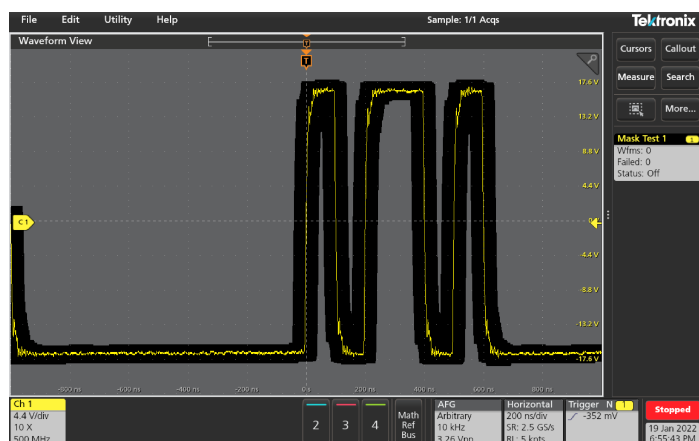 File Edit Utility Help Sample: 1/1 Acqs Tektronix
Waveform View
Cursors Callout
Measure Search
More...
Mask Test 1 1
Wfms: 0
Failed: 0
Status: Off
T
T
17.6 V
13.2 V
8.8 V
4.4 V
C1
-4.4 V
-8.8 V
-13.2 V
-17.6 V
-800 ns -600 ns -400 ns -200 ns 0s 200 ns 400 ns 600 ns 800 ns
Ch 1
4.4 V/div
10 X
500 MHz
2 3 4
Math
Ref
Bus
AFG
Arbitrary
10 kHz
3.26 Vpp
Horizontal
200 ns/div
SR: 2.5 GS/s
RL: 5 kpts
Trigger N 1
-352 mV
Stopped
19 Jan 2022
6:55:43 PM